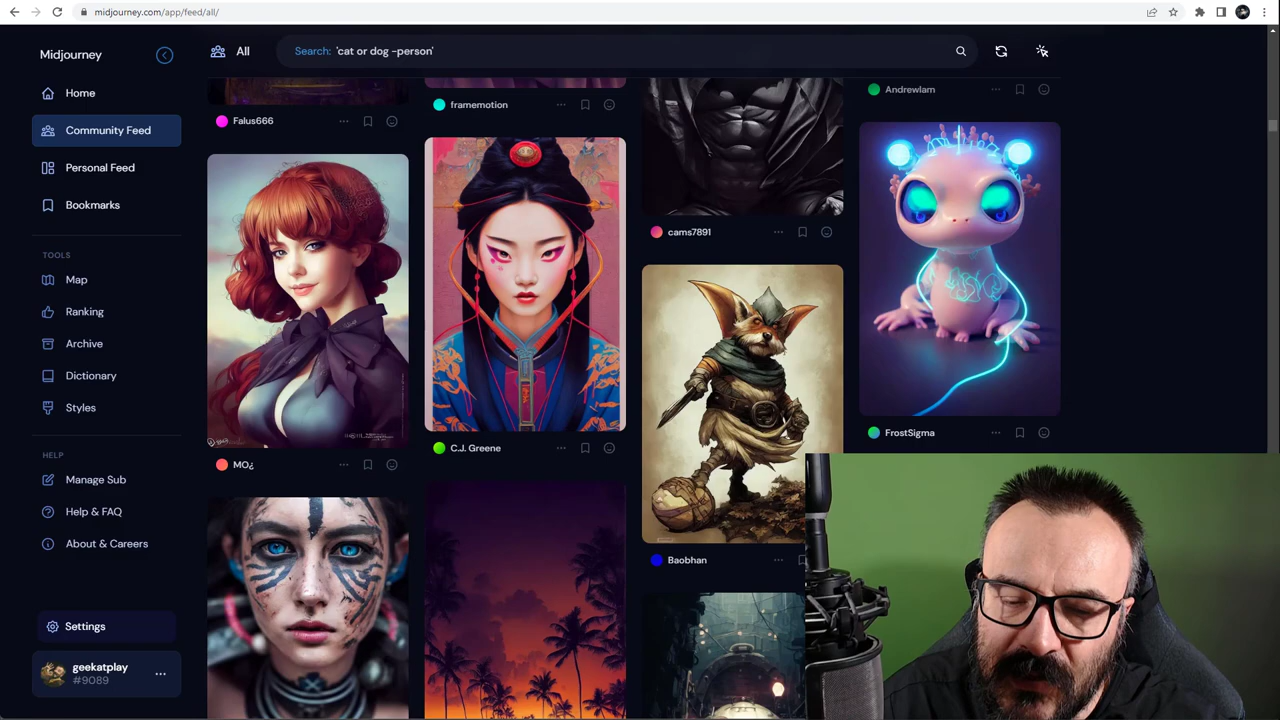 midjourney.com/app/feed/all/
Midjourney
All
Search: 'cat or dog -person'
Home
Community Feed
Personal Feed
Bookmarks
TOOLS
Map
Ranking
Archive
Dictionary
Styles
HELP
Manage Sub
Help & FAQ
About & Careers
Settings
geekatplay
#9089
Falus666
framemotion
Andrewlam
cams7891
MO¿
C.J. Greene
FrostSigma
Baobhan